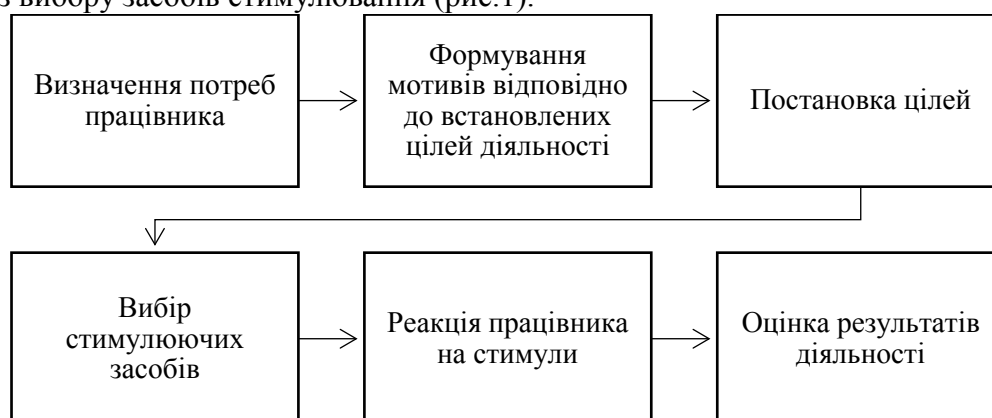 з вибору засобів стимулювання (рис.1).
Визначення потреб
працівника
Формування
мотивів відповідно
до встановлених
цілей діяльності
Постановка цілей
Вибір
стимулюючих
засобів
Реакція працівника
на стимули
Оцінка результатів
діяльності